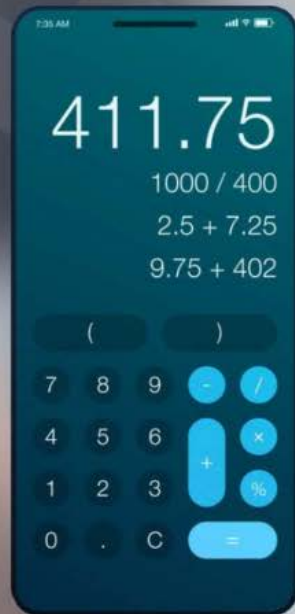 7:35 AM
411.75
1000 / 400
2.5 + 7.25
9.75 + 402
( )
7 8 9 - /
4 5 6 + ×
1 2 3 %
0 . C =